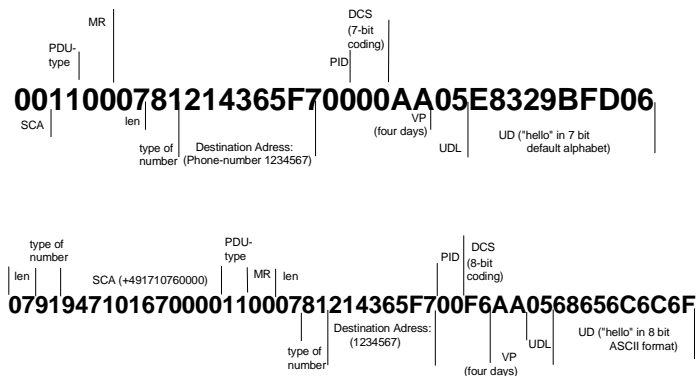 DCS
MR
(7-bit
coding)
PDU-
type
PID
0011000781214365F70000AA05E8329BFD06
SCA
len
VP
(four days)
type of
number
Destination Adress:
(Phone-number 1234567)
UDL
UD ("hello" in 7 bit
default alphabet)
type of
number
PDU-
type
DCS
(8-bit
coding)
PID
len
SCA (+491710760000)
MR
len
07919471016700000110 00781214365F700F6AA0568656C6C6F
type of
number
Destination Adress:
(1234567)
VP
(four days)
UDL
UD ("hello" in 8 bit
ASCII format)